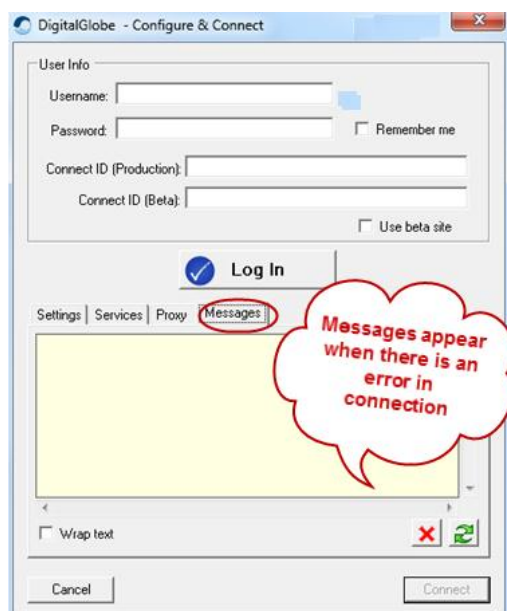 DigitalGlobe - Configure & Connect
User Info
Username:
Password:
Remember me
Connect ID (Production):
Connect ID (Beta):
Use beta site
Log In
Settings
Services
Proxy
Messages
Messages appear
when there is an
error in
connection
Wrap text
Cancel
Connect